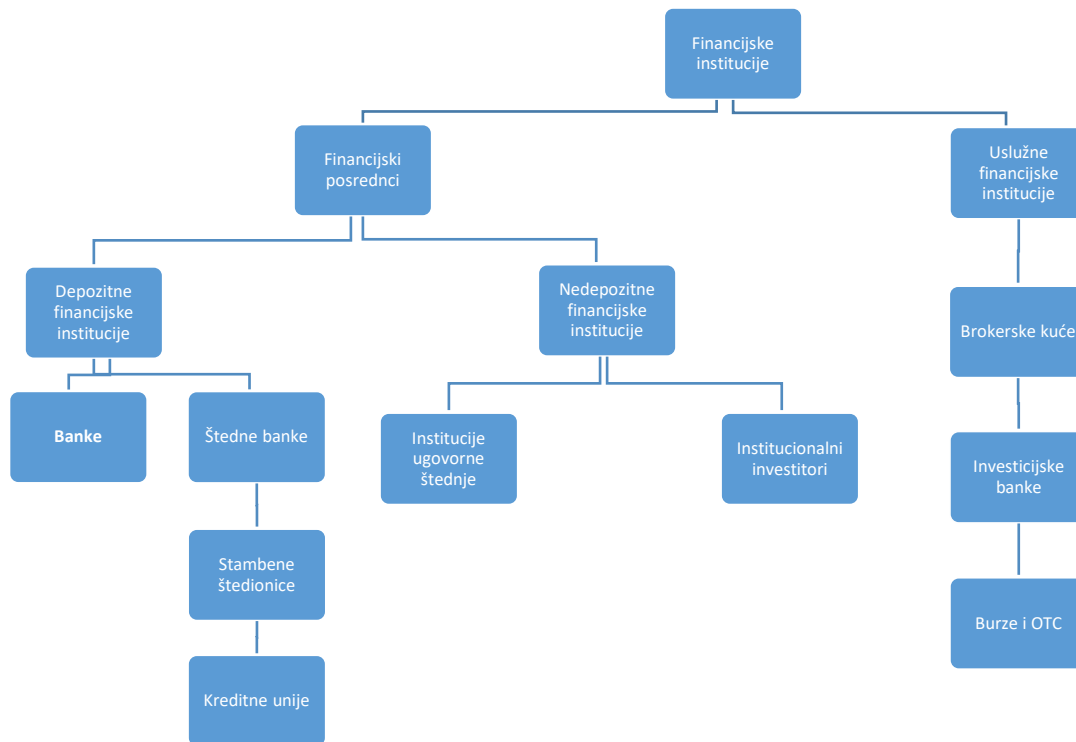 Financijske
institucije
Financijski
posrednci
Uslužne
financijske
institucije
Depozitne
financijske
institucije
Nedepozitne
financijske
institucije
Brokerske kuće
Banke
Štedne banke
Institucije
ugovorne
štednje
Institucionalni
investitori
Investicijske
banke
Stambene
štedionice
Burze i OTC
Kreditne unije